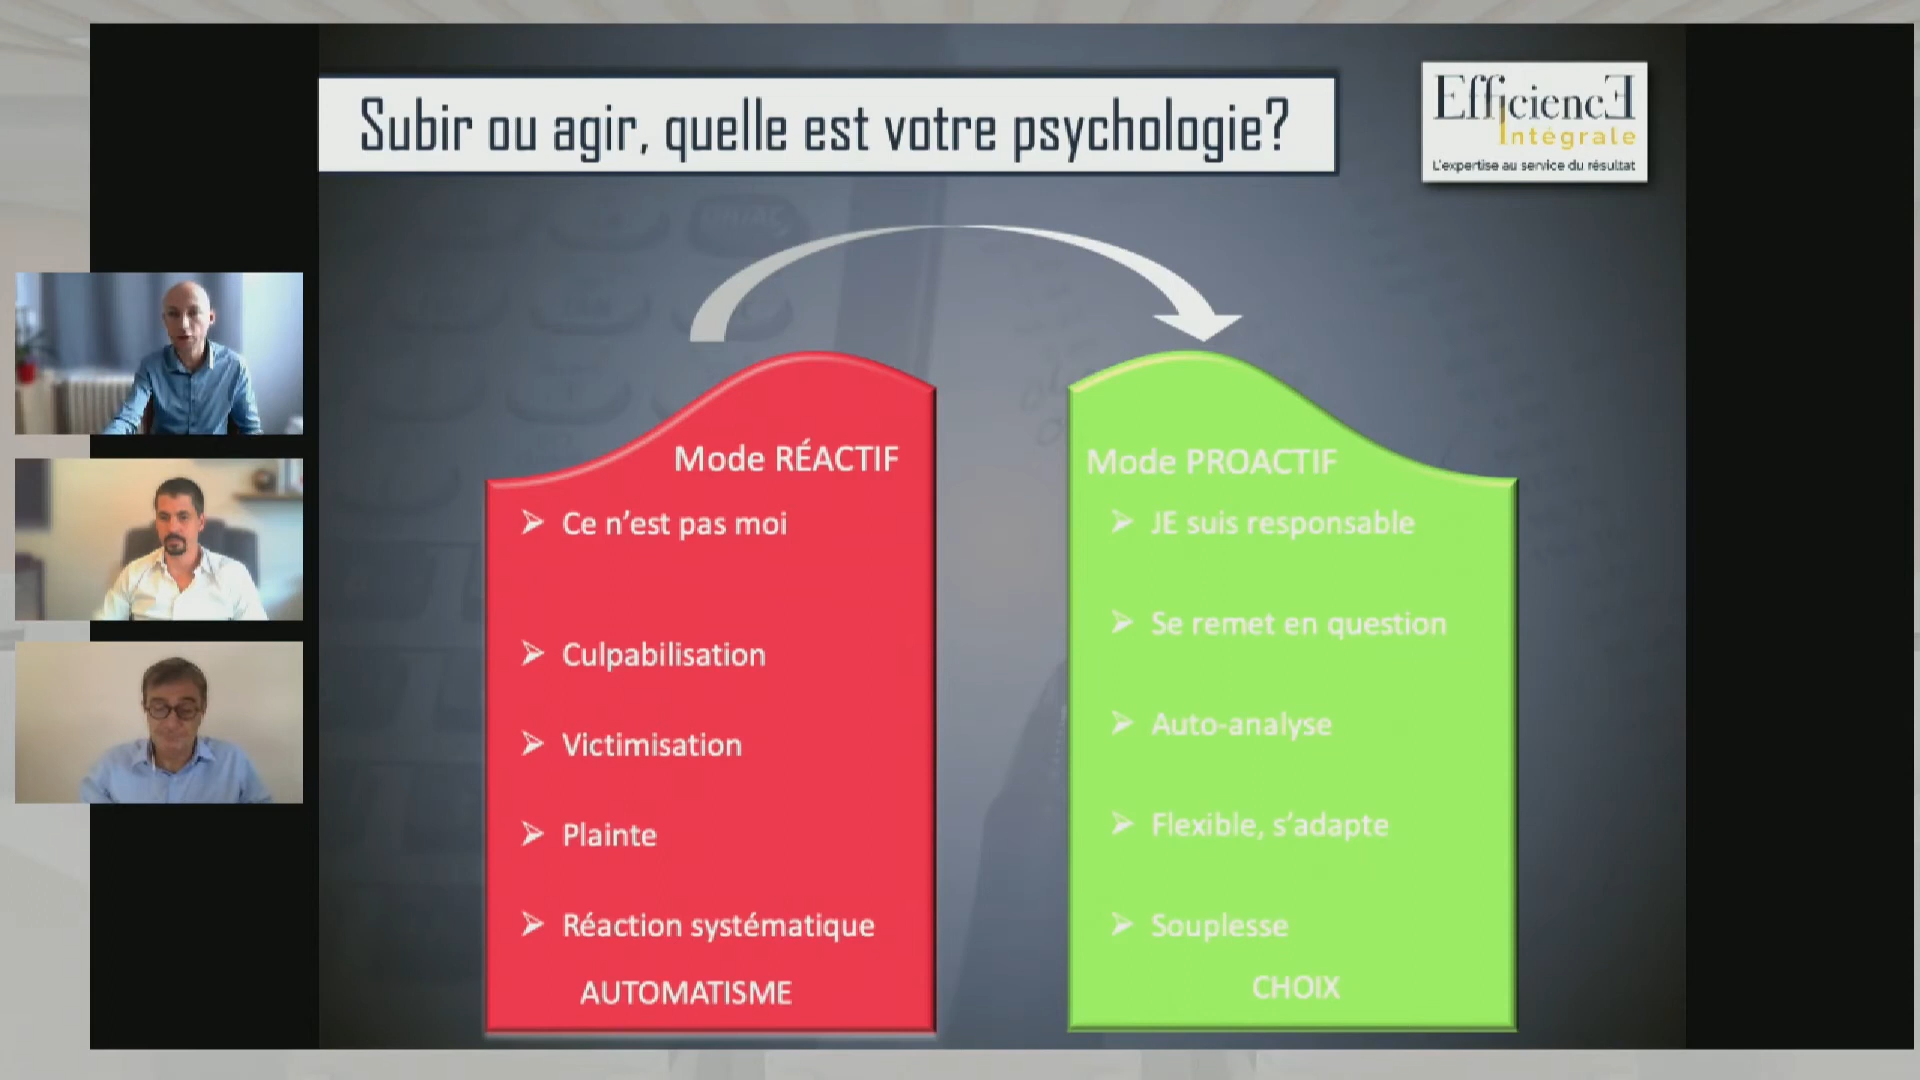 Subir ou agir, quelle est votre psychologie?
EfficiencE
Intégrale
L'expertise au service du résultat
Mode RÉACTIF
Ce n'est pas moi
Culpabilisation
Victimisation
Plainte
Réaction systématique
AUTOMATISME
Mode PROACTIF
JE suis responsable
Se remet en question
Auto-analyse
Flexible, s'adapte
Souplesse
CHOIX